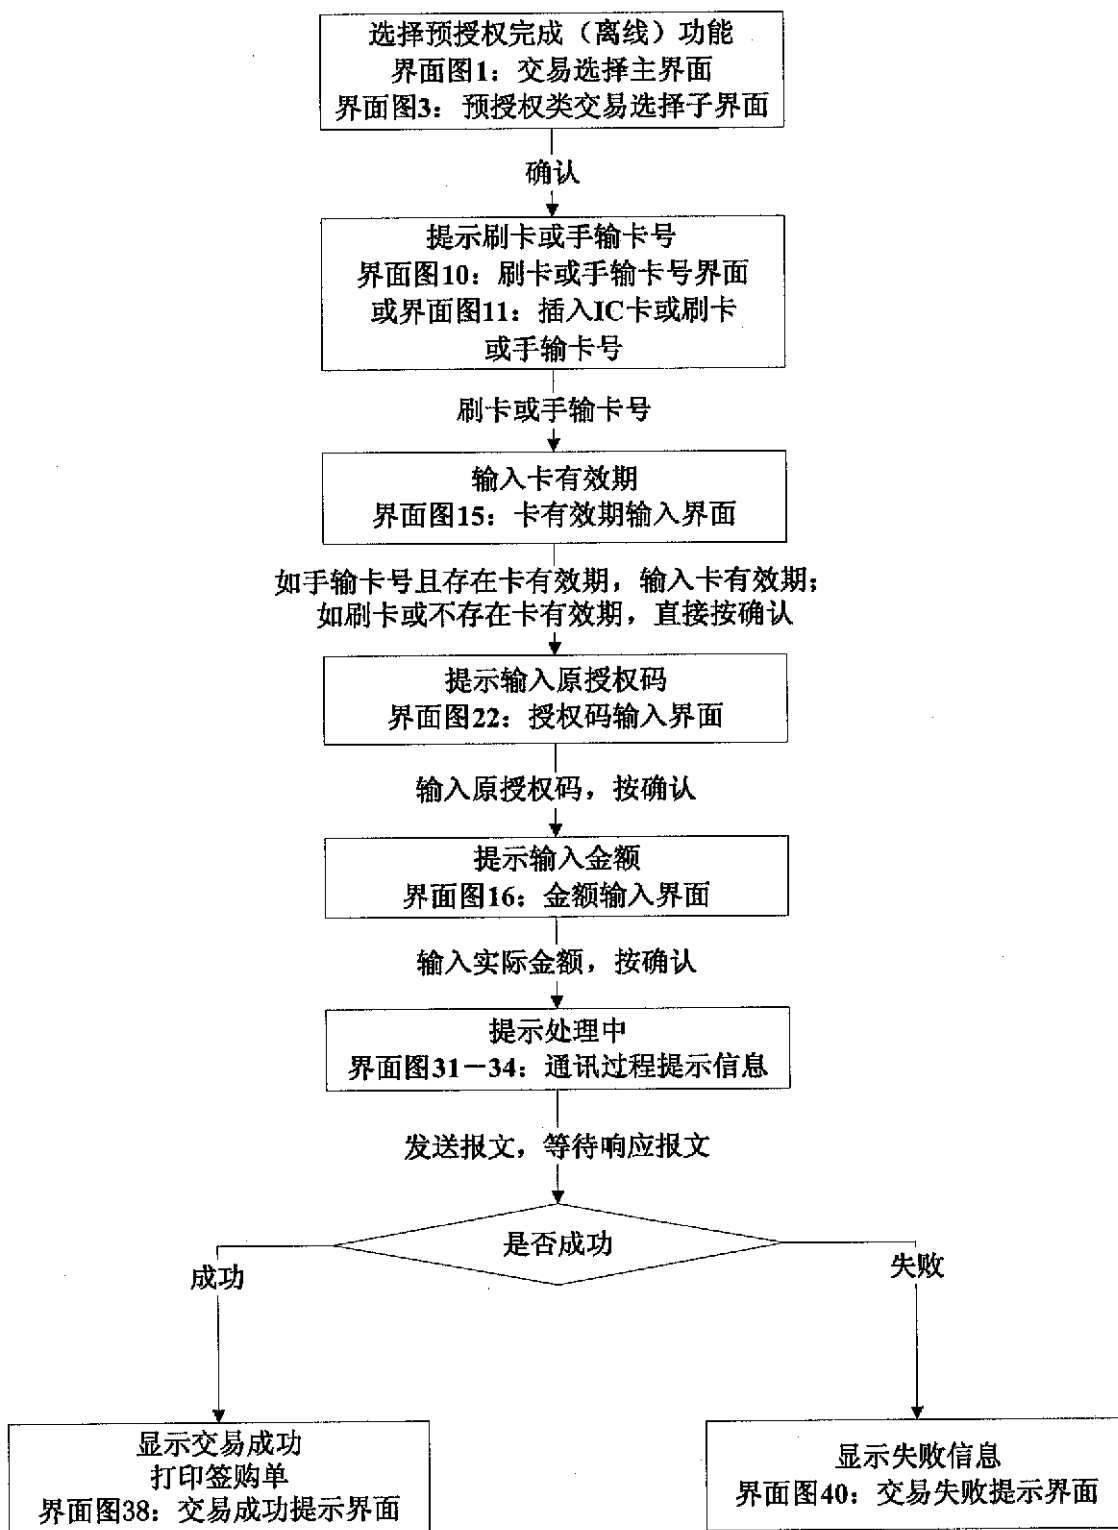 选择预授权完成（离线）功能
界面图1：交易选择主界面
界面图3：预授权类交易选择子界面
确认
提示刷卡或手输卡号
界面图10：刷卡或手输卡号界面
或界面图11：插入IC卡或刷卡
或手输卡号
刷卡或手输卡号
输入卡有效期
界面图15：卡有效期输入界面
如手输卡号且存在卡有效期，输入卡有效期；
如刷卡或不存在卡有效期，直接按确认
提示输入原授权码
界面图22：授权码输入界面
输入原授权码，按确认
提示输入金额
界面图16：金额输入界面
输入实际金额，按确认
提示处理中
界面图31－34：通讯过程提示信息
发送报文，等待响应报文
是否成功
成功
失败
显示交易成功
打印签购单
界面图38：交易成功提示界面
显示失败信息
界面图40：交易失败提示界面